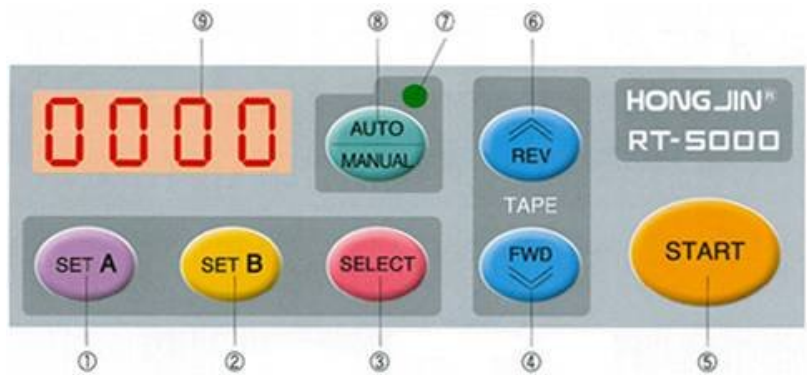 ⑨ ⑧ ⑦ ⑥
0000
AUTO
MANUAL
REV
HONGJIN®
RT-5000
TAPE
SET A
SET B
SELECT
FWD
START
① ② ③ ④ ⑤